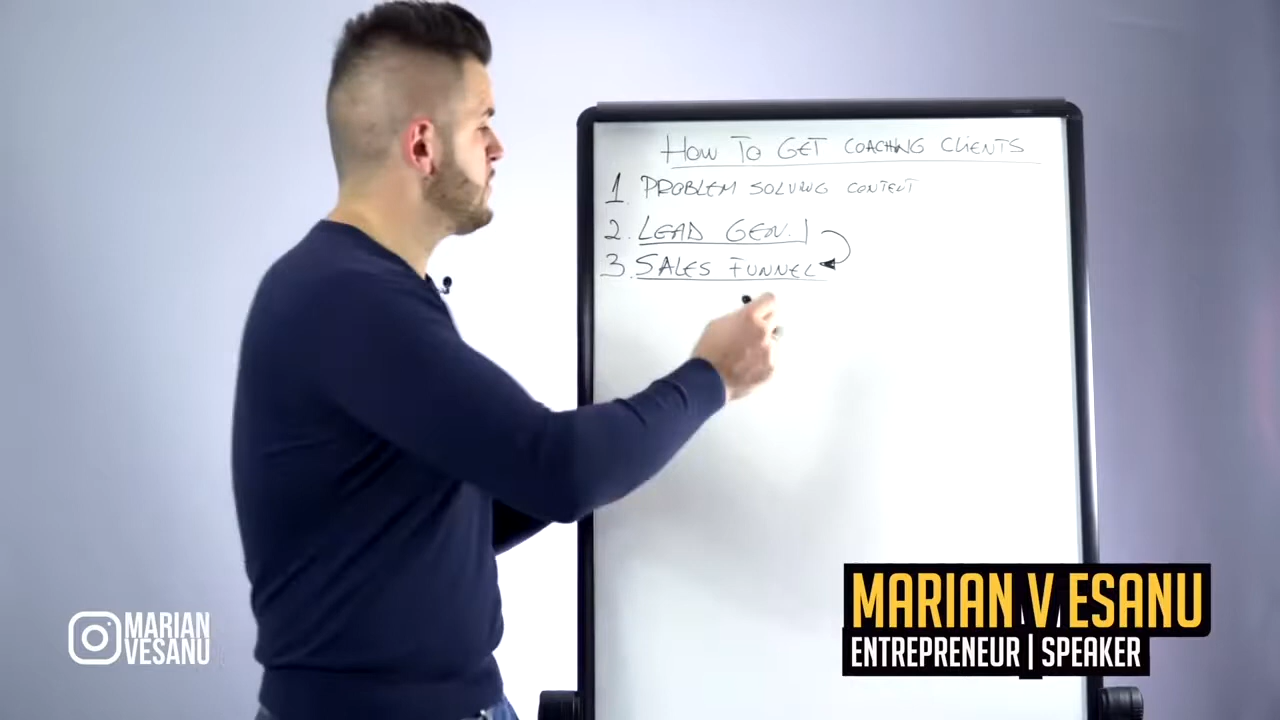 HOW TO GET COACHING CLIENTS
1. PROBLEM SOLVING CONTENT
2. LEAD GEN.
3. SALES FUNNEL
MARIAN VESANU
ENTREPRENEUR | SPEAKER
MARIAN
VESANU